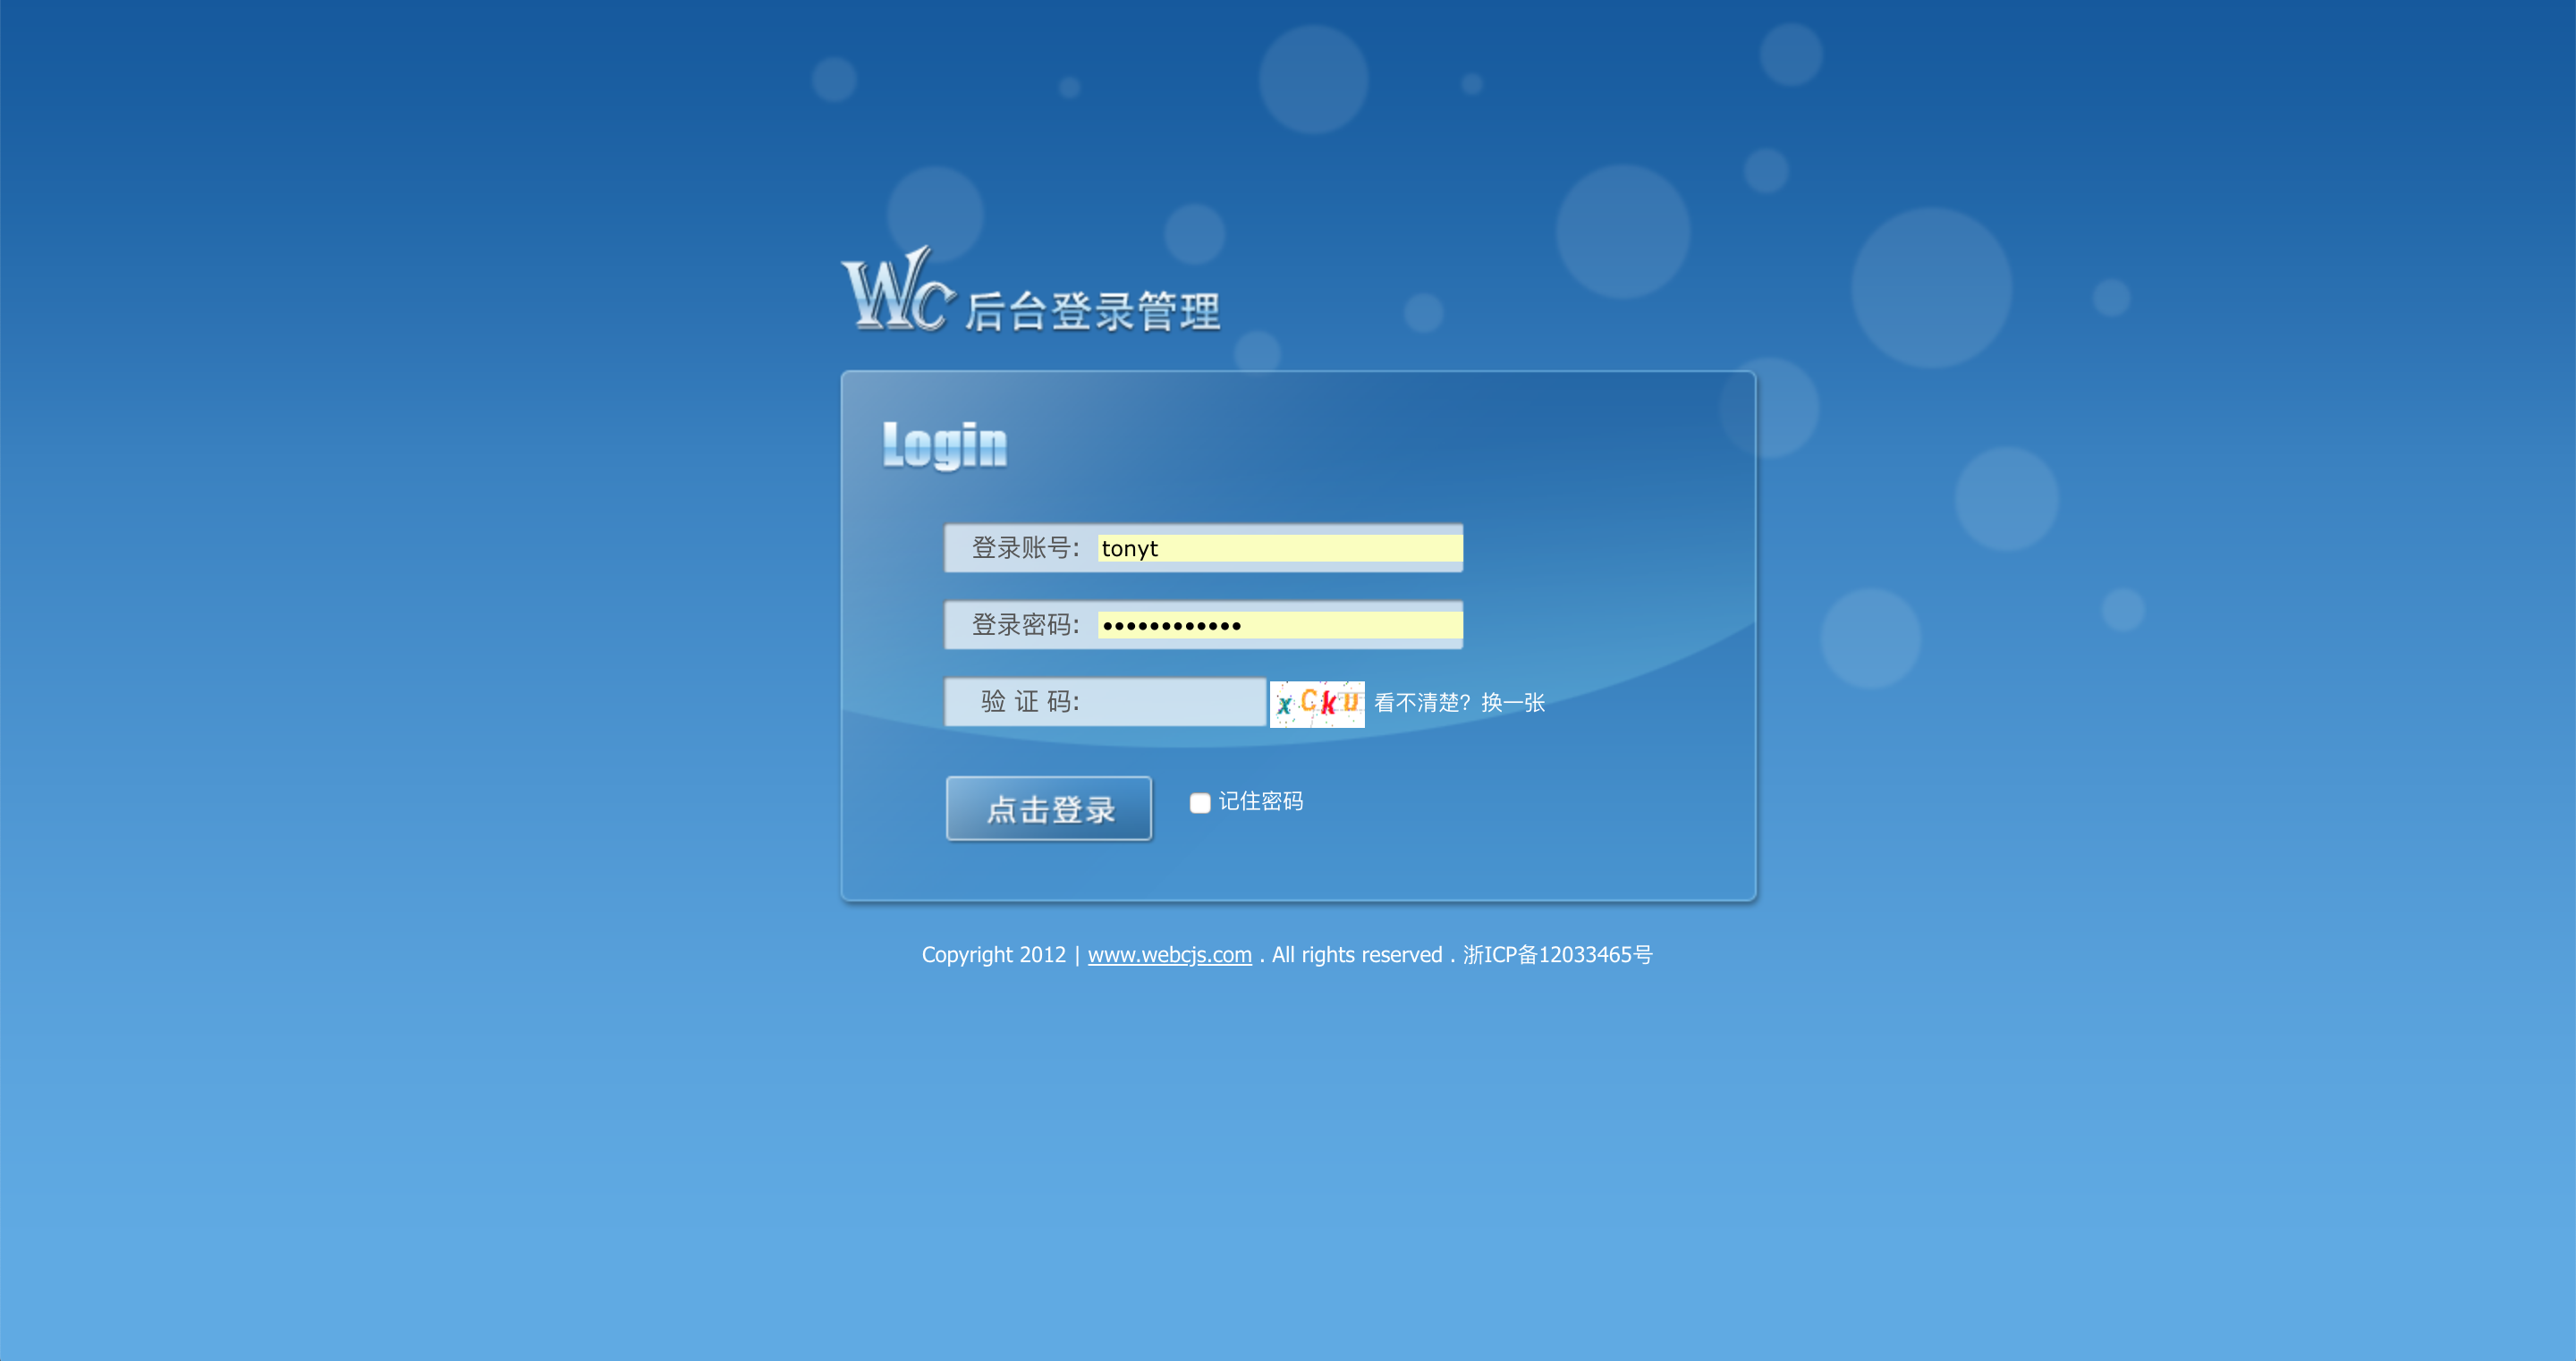 Wc 后台登录管理
Login
登录账号: tonyt
登录密码: ••••••••••••
验 证 码: xCkU 看不清楚? 换一张
点击登录 记住密码
Copyright 2012 | www.webcjs.com . All rights reserved . 浙ICP备12033465号